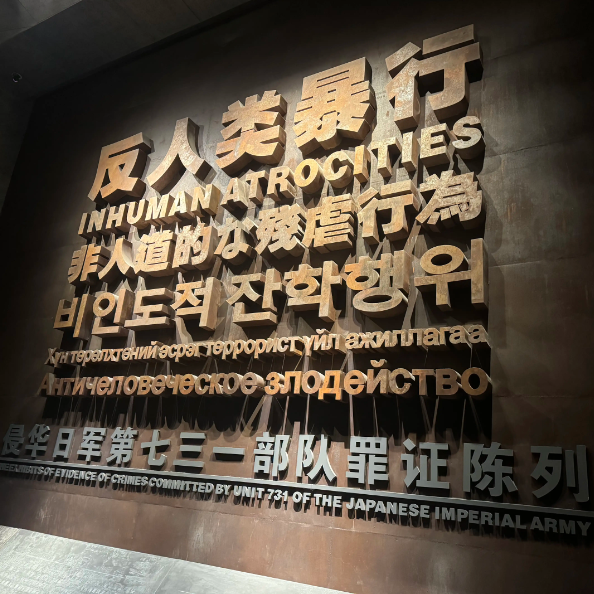 反人类暴行
INHUMAN ATROCITIES
非人道的な残虐行為
비인도적 잔학행위
Хүн төрөлхтөний эсрэг террорист үйл ажиллагаа
Античеловеческое злодейство
侵华日军第七三一部队罪证陈列
OF EVIDENCE OF CRIMES COMMITTED BY UNIT 731 OF THE JAPANESE IMPERIAL ARMY